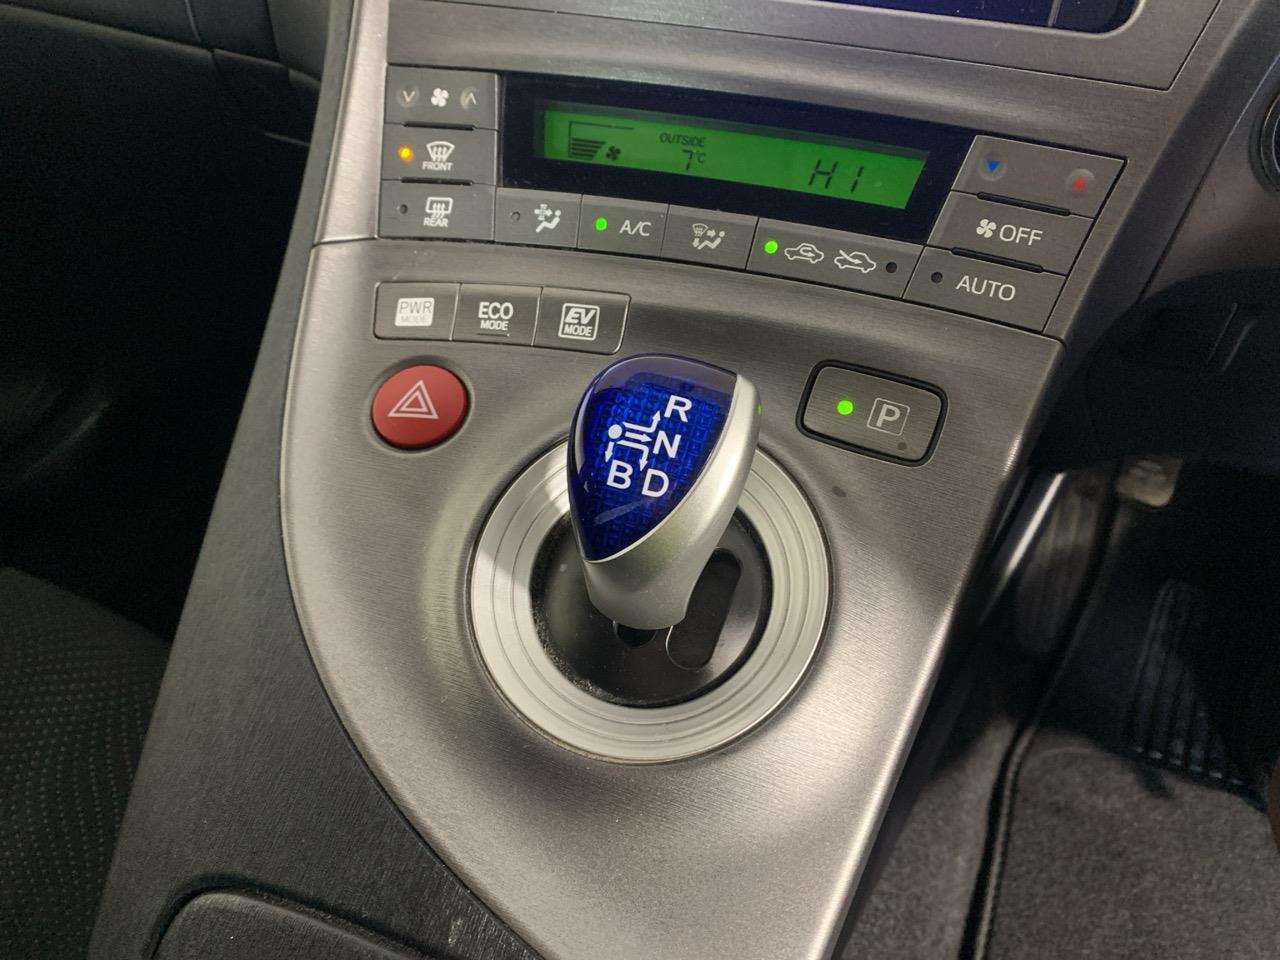 OUTSIDE
7°C
HI
FRONT
REAR
A/C
OFF
AUTO
PWR
MODE
ECO
MODE
EV
MODE
P
R
N
B D